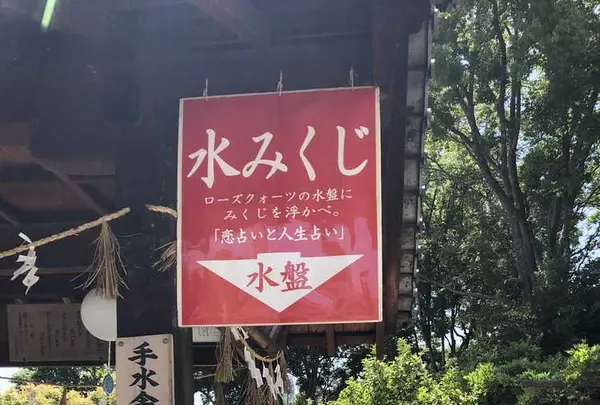 水みくじ
ローズクォーツの水盤に
みくじを浮かべ。
「恋占いと人生占い」
水盤
手水舎